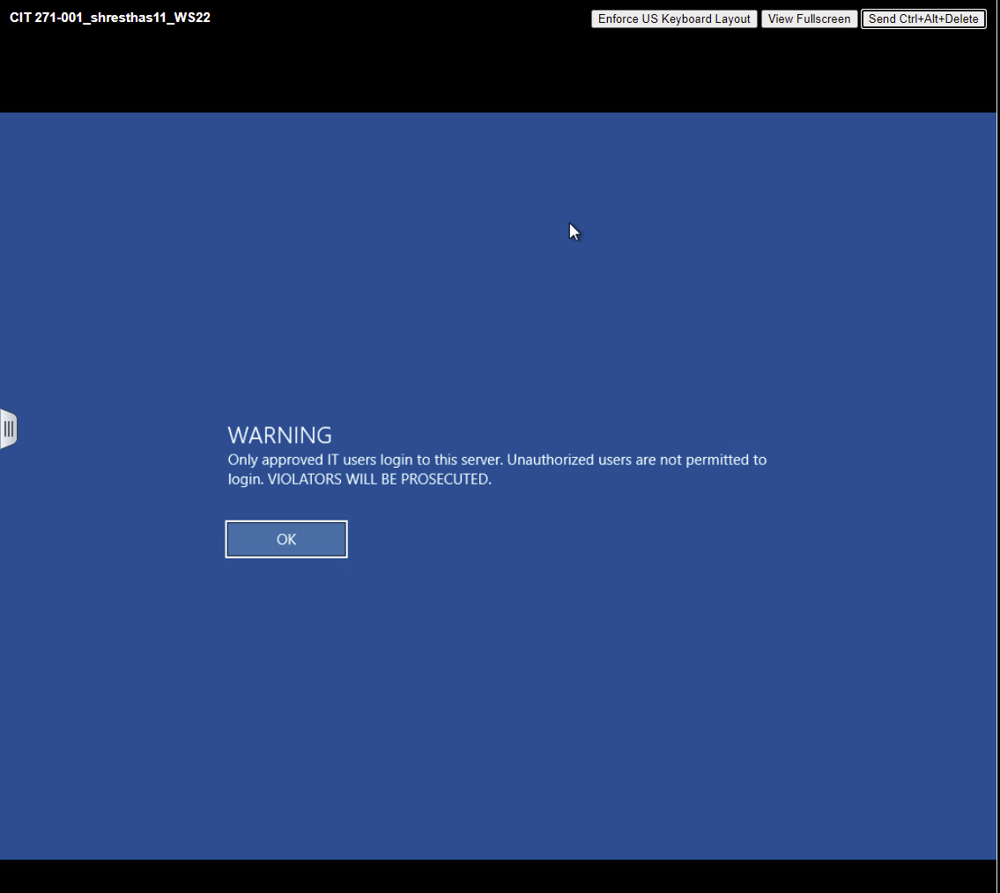 CIT 271-001_shresthas11_WS22
Enforce US Keyboard Layout
View Fullscreen
Send Ctrl+Alt+Delete
WARNING
Only approved IT users login to this server. Unauthorized users are not permitted to
login. VIOLATORS WILL BE PROSECUTED.
OK